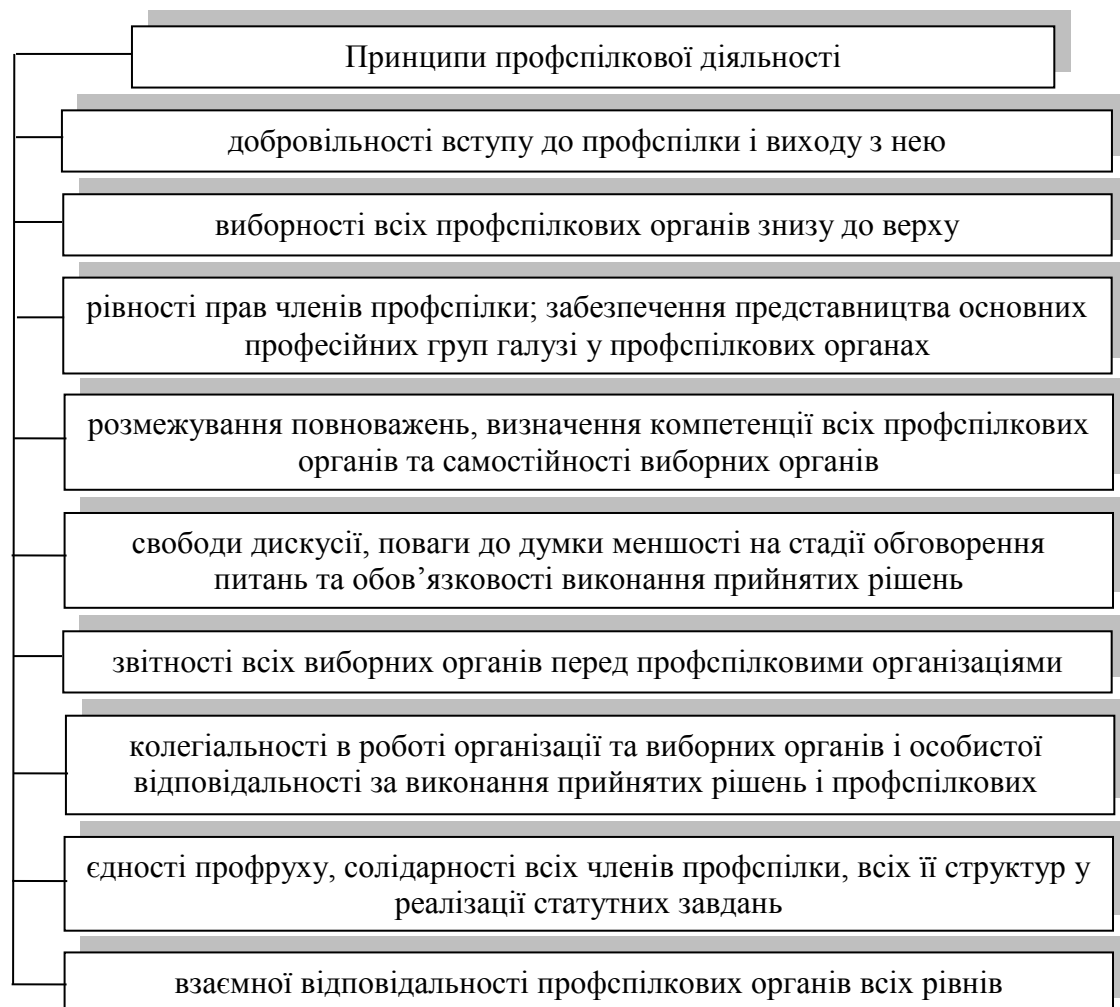 Принципи профспілкової діяльності
добровільності вступу до профспілки і виходу з нею
виборності всіх профспілкових органів знизу до верху
рівності прав членів профспілки; забезпечення представництва основних
професійних груп галузі у профспілкових органах
розмежування повноважень, визначення компетенції всіх профспілкових
органів та самостійності виборних органів
свободи дискусії, поваги до думки меншості на стадії обговорення
питань та обов’язковості виконання прийнятих рішень
звітності всіх виборних органів перед профспілковими організаціями
колегіальності в роботі організації та виборних органів і особистої
відповідальності за виконання прийнятих рішень і профспілкових
єдності профруху, солідарності всіх членів профспілки, всіх її структур у
реалізації статутних завдань
взаємної відповідальності профспілкових органів всіх рівнів